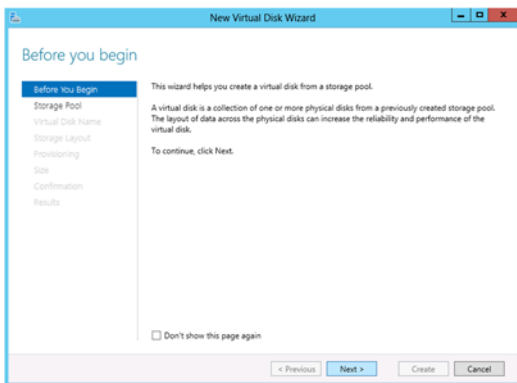 New Virtual Disk Wizard
Before you begin
Before You Begin
Storage Pool
Virtual Disk Name
Storage Layout
Provisioning
Size
Confirmation
Results
This wizard helps you create a virtual disk from a storage pool.
A virtual disk is a collection of one or more physical disks from a previously created storage pool.
The layout of data across the physical disks can increase the reliability and performance of the
virtual disk.
To continue, click Next.
Don't show this page again
< Previous Next > Create Cancel